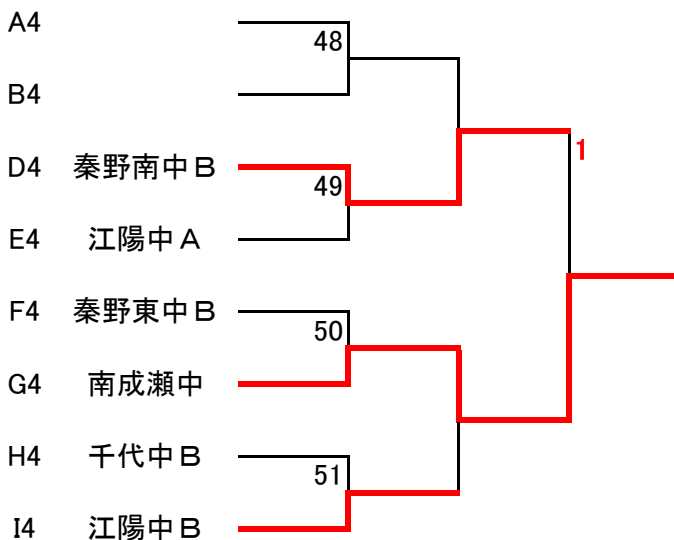 A4
48
B4
1
D4 秦野南中Ｂ
49
E4 江陽中Ａ
F4 秦野東中Ｂ
50
G4 南成瀬中
H4 千代中Ｂ
51
I4 江陽中Ｂ